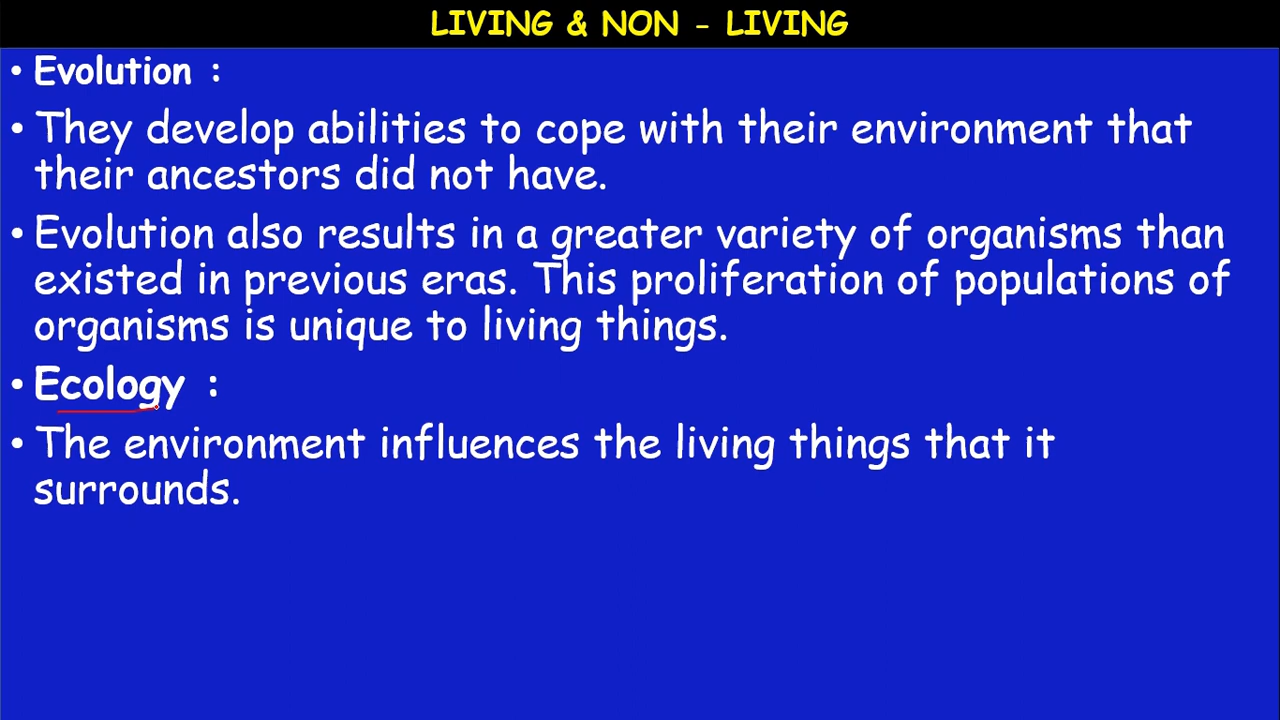 LIVING & NON - LIVING
• Evolution :
• They develop abilities to cope with their environment that
their ancestors did not have.
• Evolution also results in a greater variety of organisms than
existed in previous eras. This proliferation of populations of
organisms is unique to living things.
• Ecology :
• The environment influences the living things that it
surrounds.